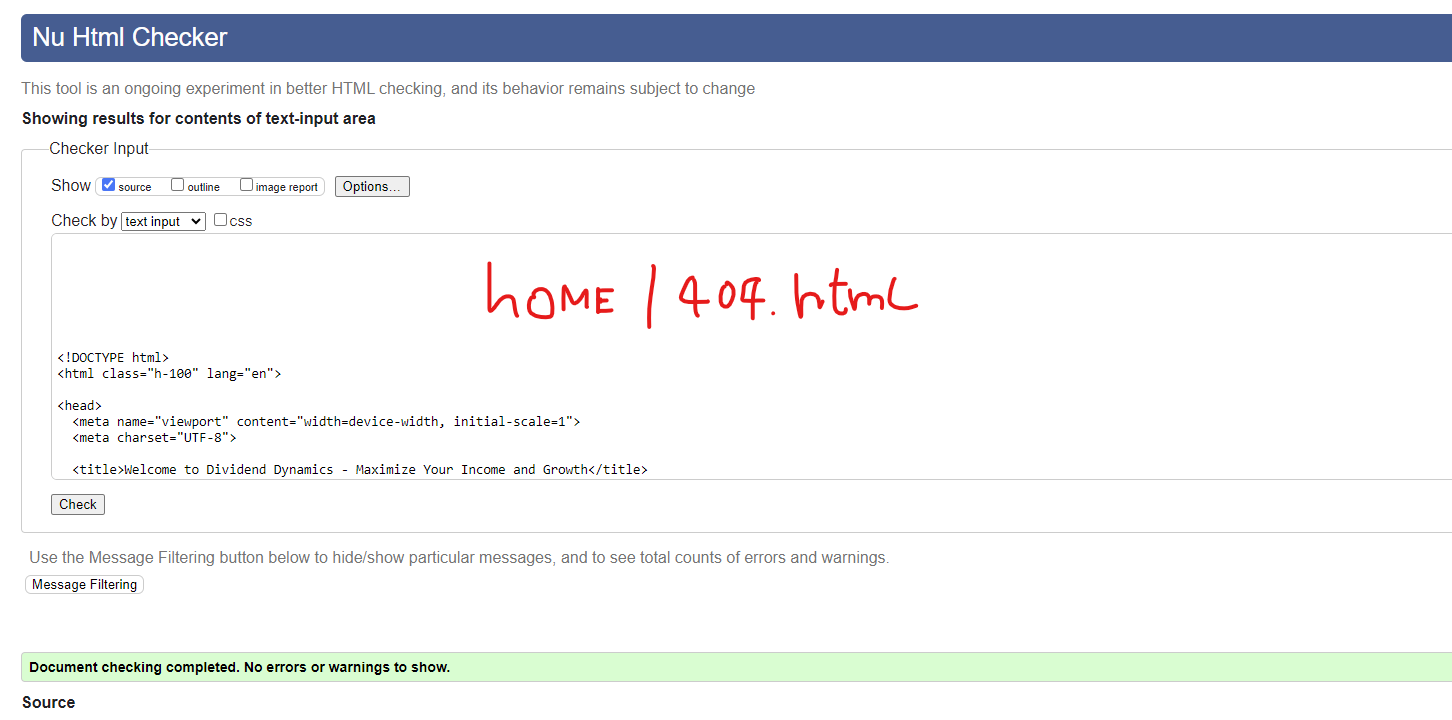 Nu Html Checker
This tool is an ongoing experiment in better HTML checking, and its behavior remains subject to change
Showing results for contents of text-input area
Checker Input
Show source outline image report Options...
Check by text input css
hOME / 404.html
<!DOCTYPE html>
<html class="h-100" lang="en">
<head>
<meta name="viewport" content="width=device-width, initial-scale=1">
<meta charset="UTF-8">
<title>Welcome to Dividend Dynamics - Maximize Your Income and Growth</title>
Check
Use the Message Filtering button below to hide/show particular messages, and to see total counts of errors and warnings.
Message Filtering
Document checking completed. No errors or warnings to show.
Source